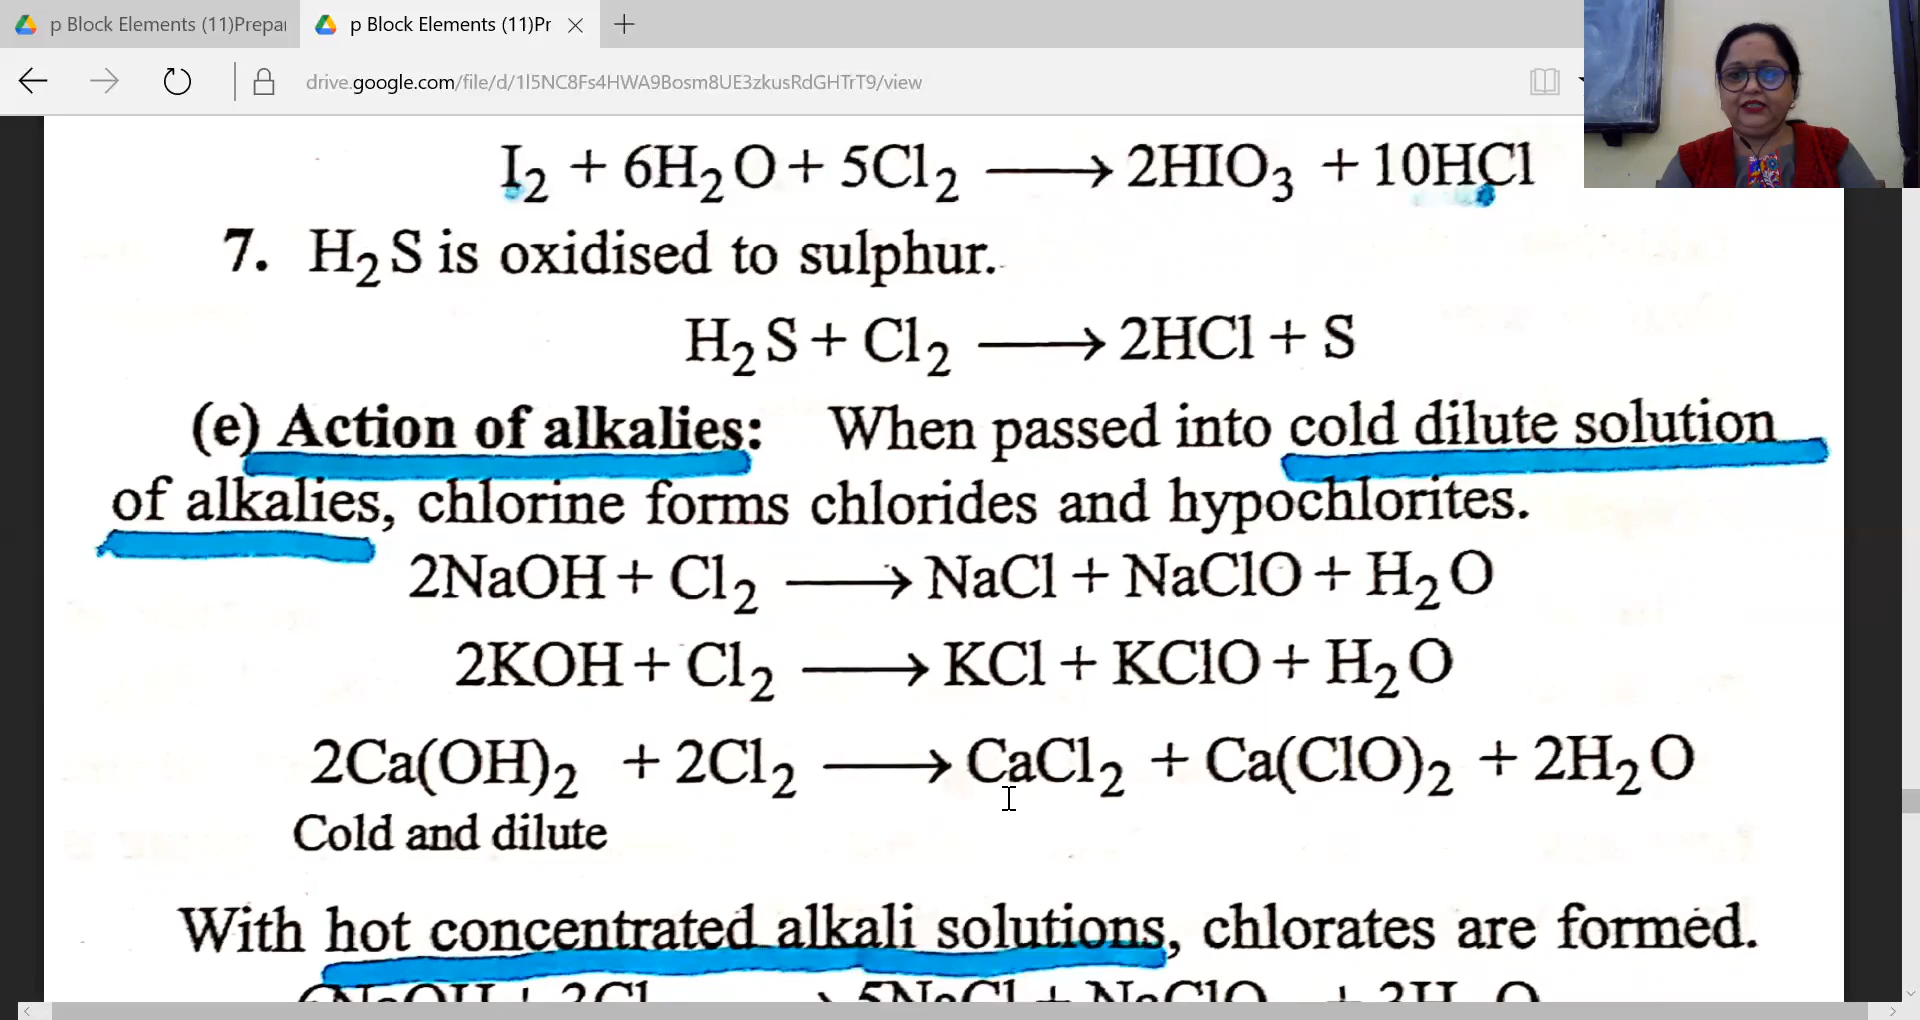 p Block Elements (11)Prepar
p Block Elements (11)Pr
drive.google.com/file/d/1l5NC8Fs4HWA9Bosm8UE3zkusRdGHTrT9/view
I₂ + 6H₂O + 5Cl₂ ⟶ 2HIO₃ + 10HCl
7. H₂S is oxidised to sulphur.
H₂S + Cl₂ ⟶ 2HCl + S
(e) Action of alkalies: When passed into cold dilute solution
of alkalies, chlorine forms chlorides and hypochlorites.
2NaOH + Cl₂ ⟶ NaCl + NaClO + H₂O
2KOH + Cl₂ ⟶ KCl + KClO + H₂O
2Ca(OH)₂ + 2Cl₂ ⟶ CaCl₂ + Ca(ClO)₂ + 2H₂O
Cold and dilute
With hot concentrated alkali solutions, chlorates are formed.